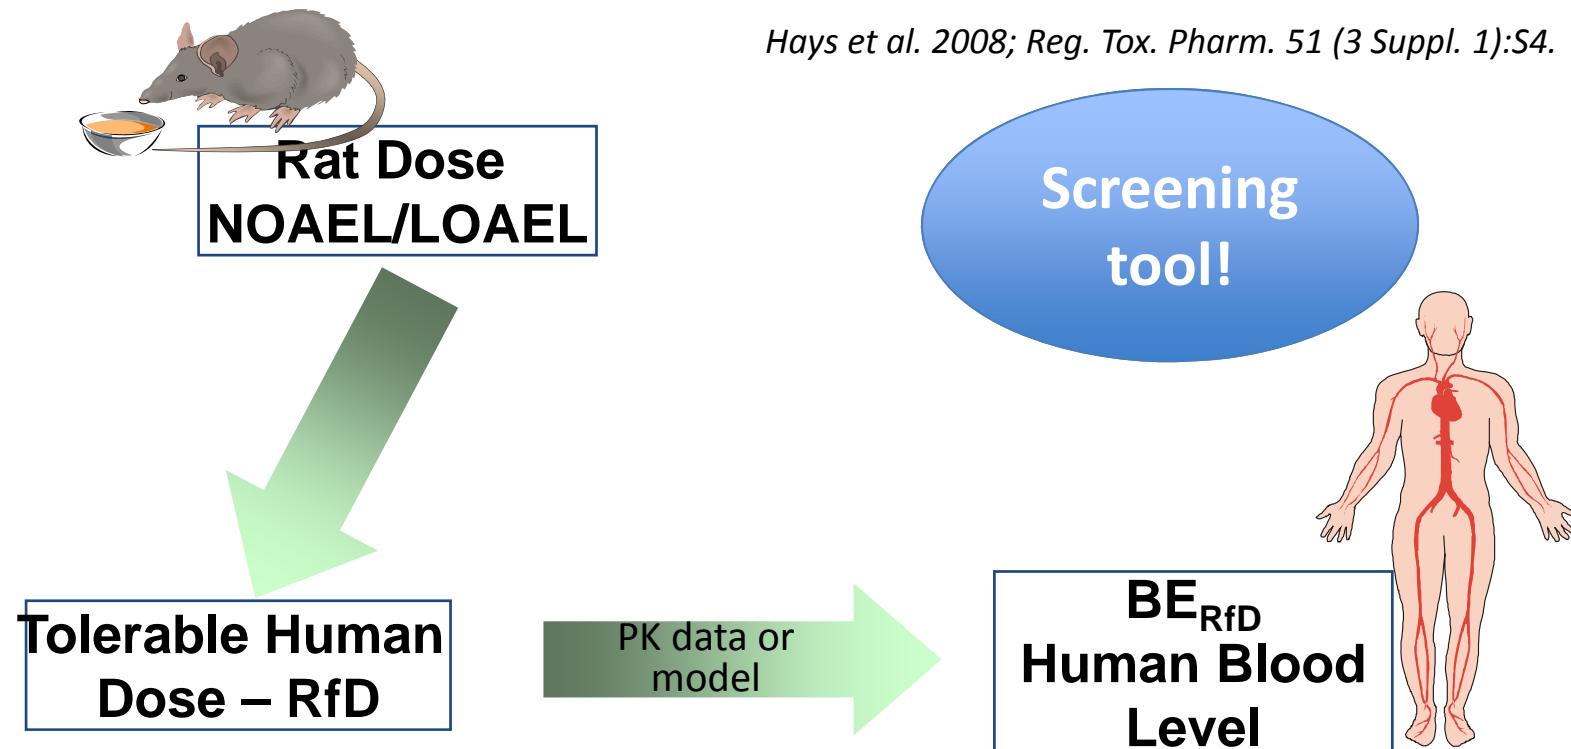 Hays et al. 2008; Reg. Tox. Pharm. 51 (3 Suppl. 1):S4.
Rat Dose
NOAEL/LOAEL
Screening
tool!
Tolerable Human
Dose – RfD
PK data or
model
BERfD
Human Blood
Level